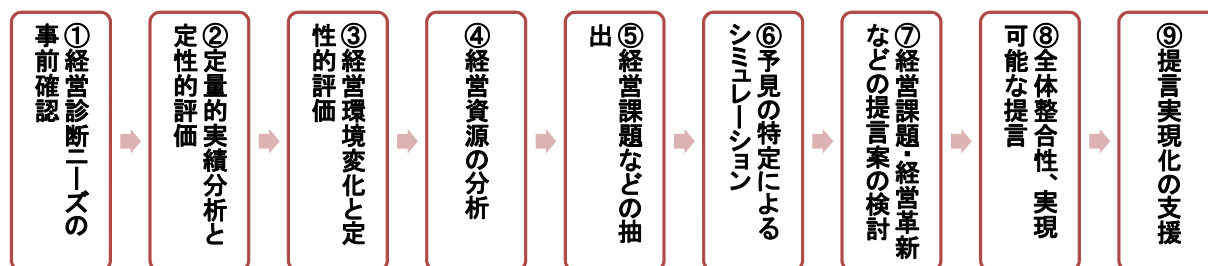 ①経営診断ニーズの
事前確認
②定量的実績分析と
定性的評価
③経営環境変化と定
性的評価
④経営資源の分析
⑤経営課題などの抽
出
⑥予見の特定による
シミュレーション
⑦経営課題・経営革新
などの提言案の検討
⑧全体整合性、実現
可能な提言
⑨提言実現化の支援